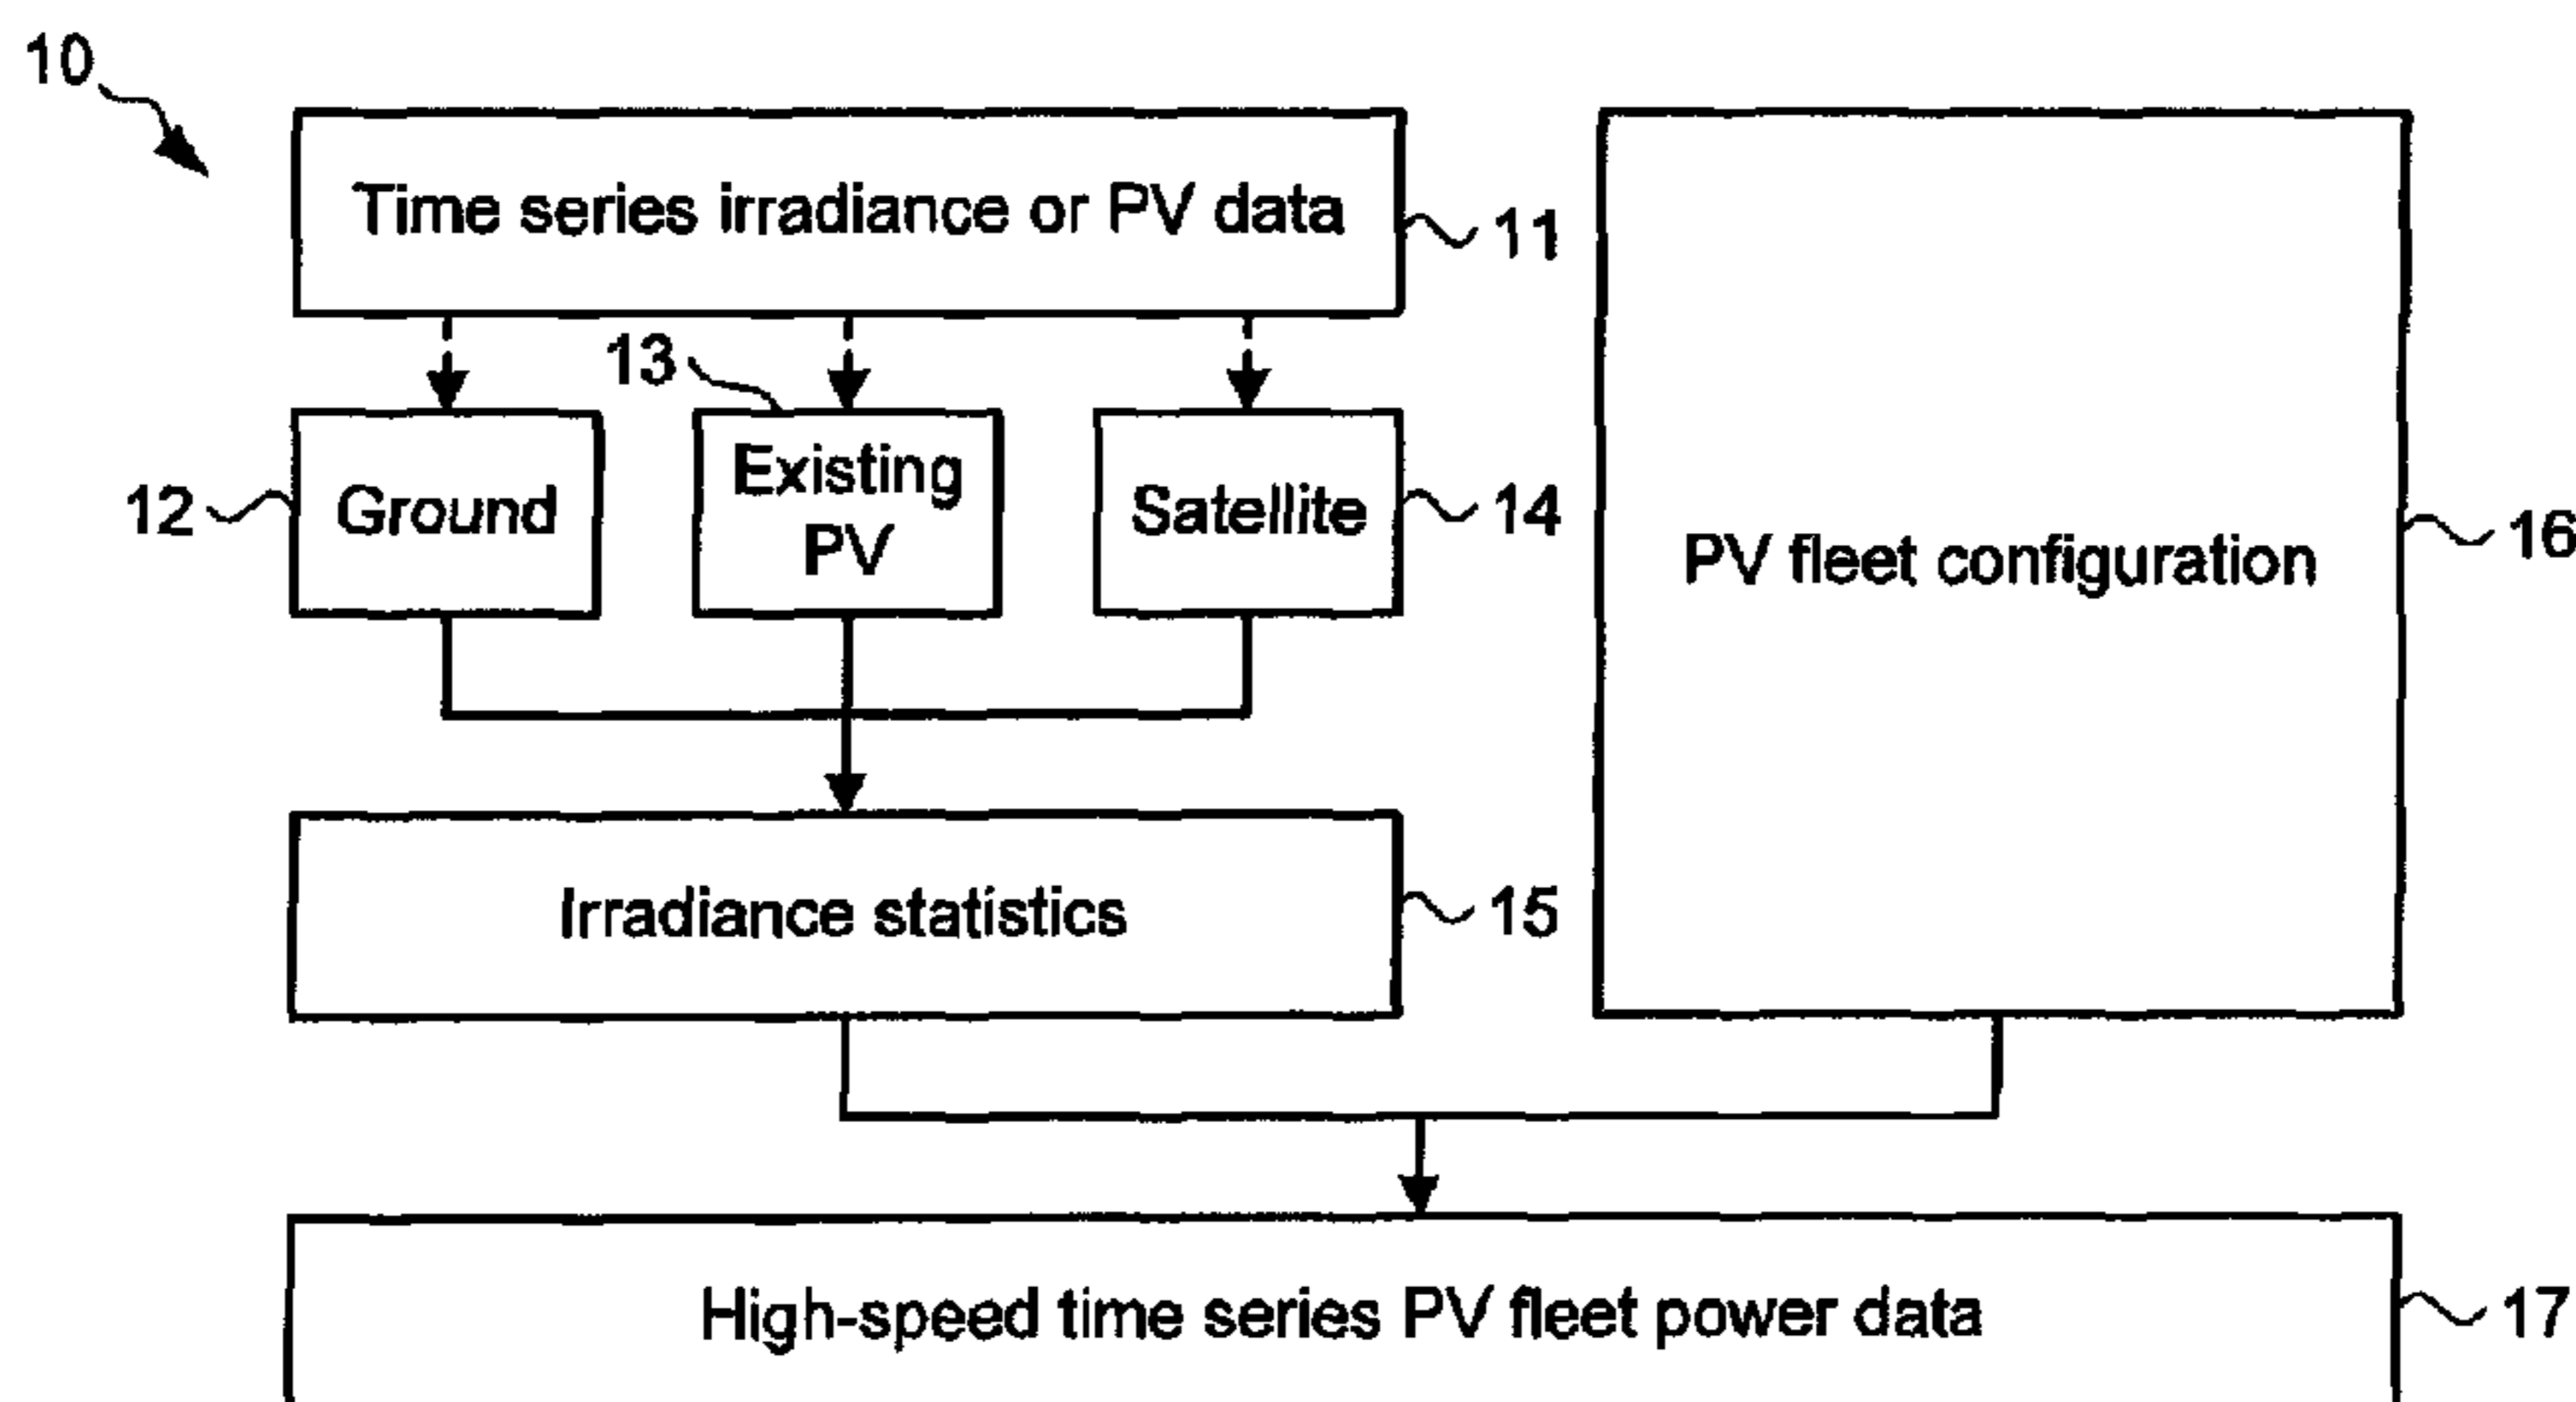 10
Time series irradiance or PV data
11
13
12
Ground
Existing
PV
Satellite
14
PV fleet configuration
16
Irradiance statistics
15
High-speed time series PV fleet power data
17